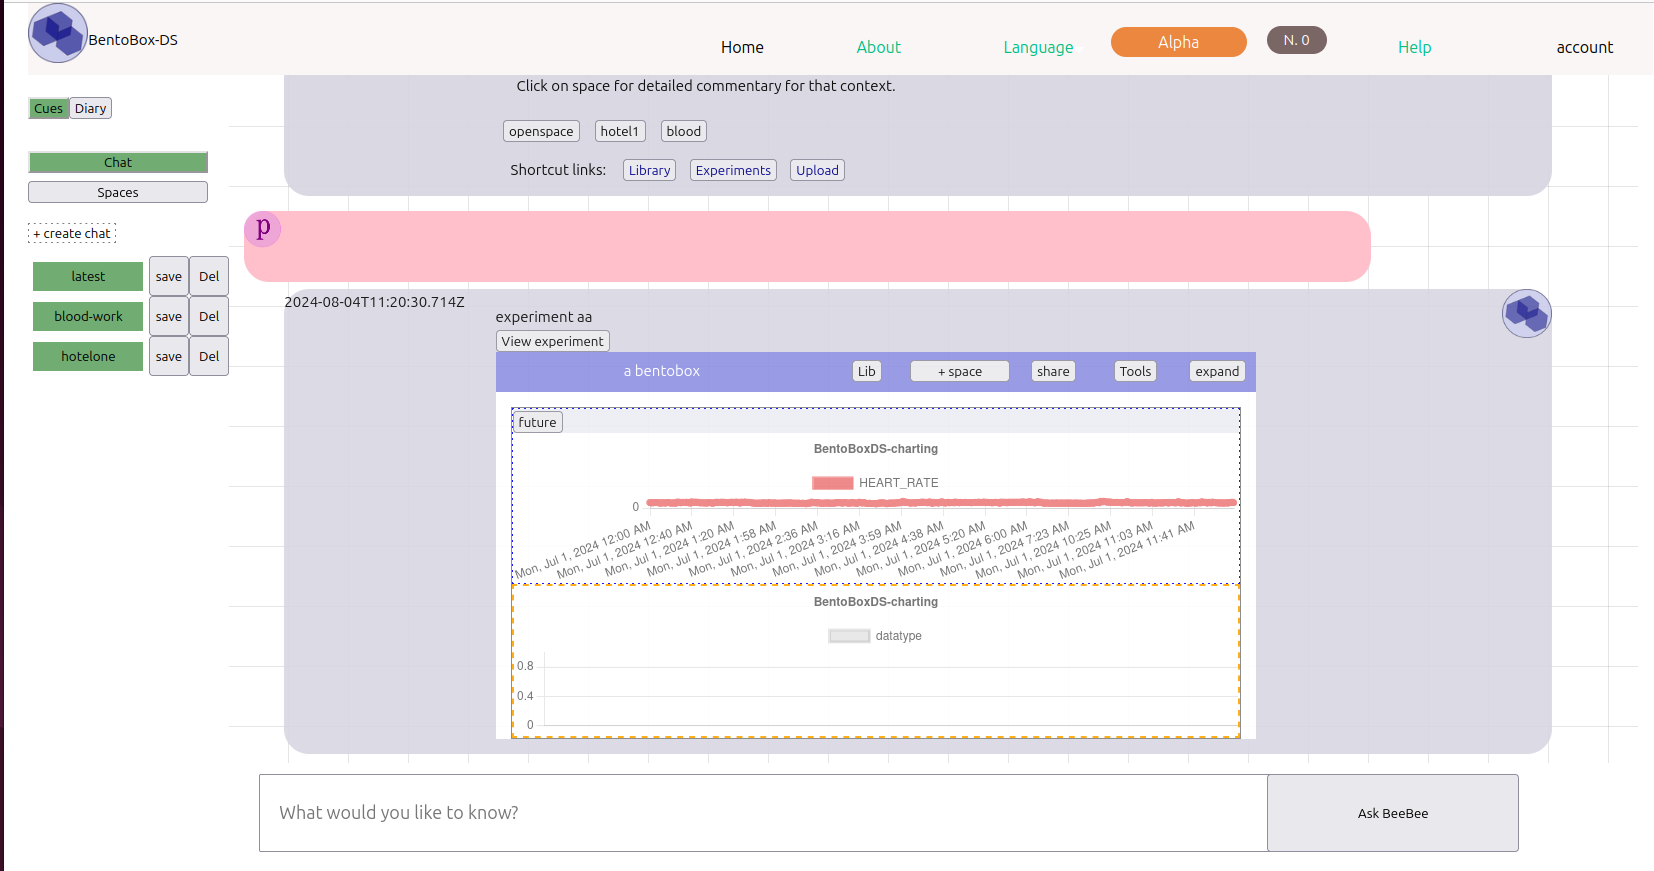 BentoBox-DS
Home About Language Alpha N. 0 Help account
Cues Diary
Chat
Spaces
+ create chat
latest save Del
blood-work save Del
hotelone save Del
Click on space for detailed commentary for that context.
openspace hotel1 blood
Shortcut links: Library Experiments Upload
p
2024-08-04T11:20:30.714Z
experiment aa
View experiment
a bentobox Lib + space share Tools expand
future
BentoBoxDS-charting
HEART_RATE
0
Mon, Jul 1, 2024 12:00 AM
Mon, Jul 1, 2024 12:40 AM
Mon, Jul 1, 2024 1:20 AM
Mon, Jul 1, 2024 1:58 AM
Mon, Jul 1, 2024 2:36 AM
Mon, Jul 1, 2024 3:16 AM
Mon, Jul 1, 2024 3:59 AM
Mon, Jul 1, 2024 4:38 AM
Mon, Jul 1, 2024 5:20 AM
Mon, Jul 1, 2024 6:00 AM
Mon, Jul 1, 2024 7:23 AM
Mon, Jul 1, 2024 10:25 AM
Mon, Jul 1, 2024 11:03 AM
Mon, Jul 1, 2024 11:41 AM
BentoBoxDS-charting
datatype
0.8
0.4
0
What would you like to know?
Ask BeeBee